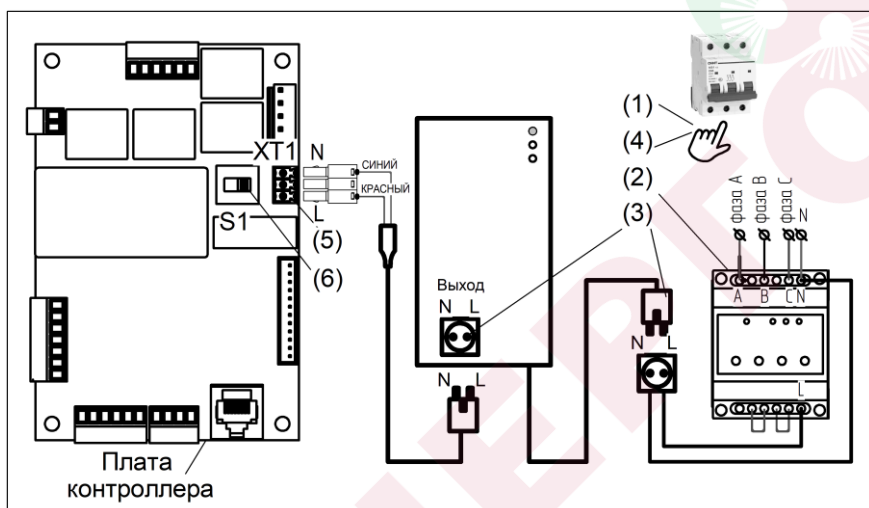 (1)
(4)
(2)
(3)
фаза A
фаза B
фаза C
N
XT1
N
L
СИНИЙ
КРАСНЫЙ
S1
(5)
(6)
Выход
N L
N L
N L
A B C N
L
Плата
контроллера